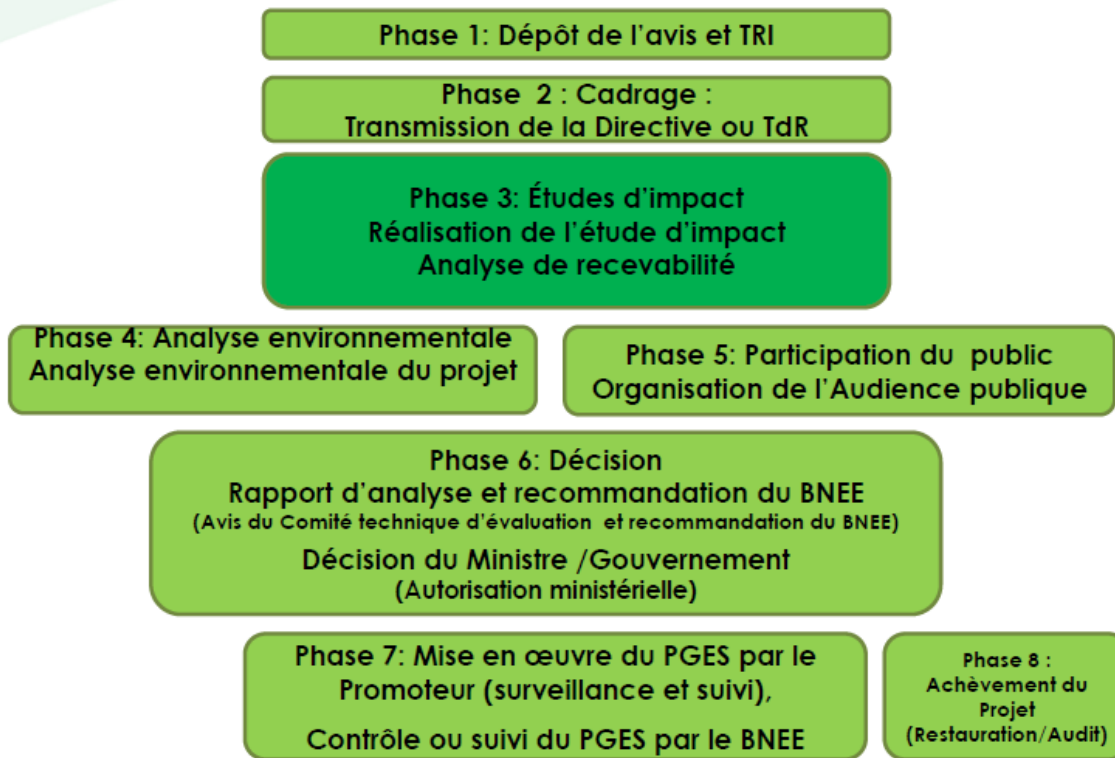 Phase 1: Dépôt de l'avis et TRI
Phase 2 : Cadrage :
Transmission de la Directive ou TdR
Phase 3: Études d'impact
Réalisation de l'étude d'impact
Analyse de recevabilité
Phase 4: Analyse environnementale
Analyse environnementale du projet
Phase 5: Participation du public
Organisation de l'Audience publique
Phase 6: Décision
Rapport d'analyse et recommandation du BNEE
(Avis du Comité technique d'évaluation et recommandation du BNEE)
Décision du Ministre /Gouvernement
(Autorisation ministérielle)
Phase 7: Mise en œuvre du PGES par le
Promoteur (surveillance et suivi),
Contrôle ou suivi du PGES par le BNEE
Phase 8 :
Achèvement du
Projet
(Restauration/Audit)